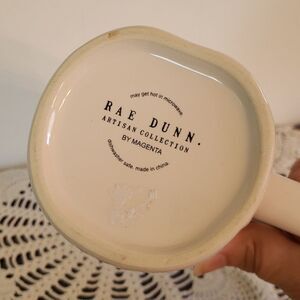 may get hot in microwave.
RAE DUNN.
ARTISAN COLLECTION
BY MAGENTA
dishwasher safe. made in china.